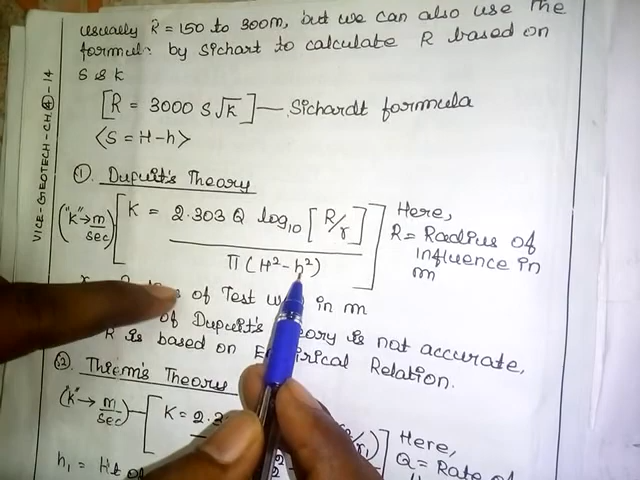 usually R = 150 to 300m, but we can also use the
formula by Sichart to calculate R based on
S & k
[R = 3000 S√k] — Sichardt formula
<S = H-h>
①. Dupuit's Theory
("k" → m/sec) [K = 2.303 Q log₁₀ [R/r] / π (H² - h²)]
Here,
R = Radius of
influence in
m
of Test in m
of Dupuit's Theory is not accurate,
R is based on Empirical Relation.
②. Thiem's Theory
("k" → m/sec) [K = 2.3
Here,
Q = Rate of
h₁ = Ht of
VICE-GEOTECH-CH ④-14